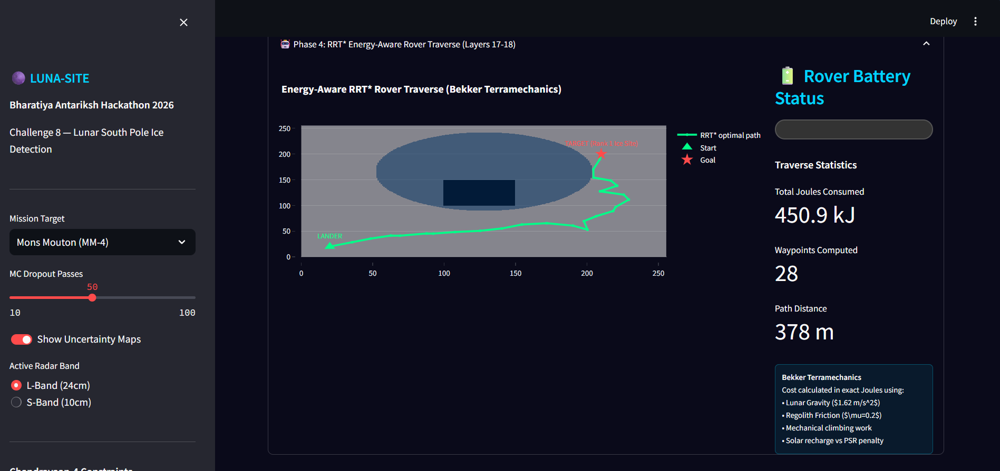 LUNA-SITE
Bharatiya Antariksh Hackathon 2026
Challenge 8 — Lunar South Pole Ice
Detection
Mission Target
Mons Mouton (MM-4)
MC Dropout Passes
50
10
100
Show Uncertainty Maps
Active Radar Band
L-Band (24cm)
S-Band (10cm)
Chandrayaan-4 Constraints
Deploy
Phase 4: RRT* Energy-Aware Rover Traverse (Layers 17-18)
Energy-Aware RRT* Rover Traverse (Bekker Terramechanics)
250
200
150
100
50
0
0
50
100
150
200
250
TARGET (Rank 1 Ice Site)
LANDER
RRT* optimal path
Start
Goal
Rover Battery
Status
Traverse Statistics
Total Joules Consumed
450.9 kJ
Waypoints Computed
28
Path Distance
378 m
Bekker Terramechanics
Cost calculated in exact Joules using:
• Lunar Gravity ($1.62 m/s^2$)
• Regolith Friction ($\mu=0.2$)
• Mechanical climbing work
• Solar recharge vs PSR penalty